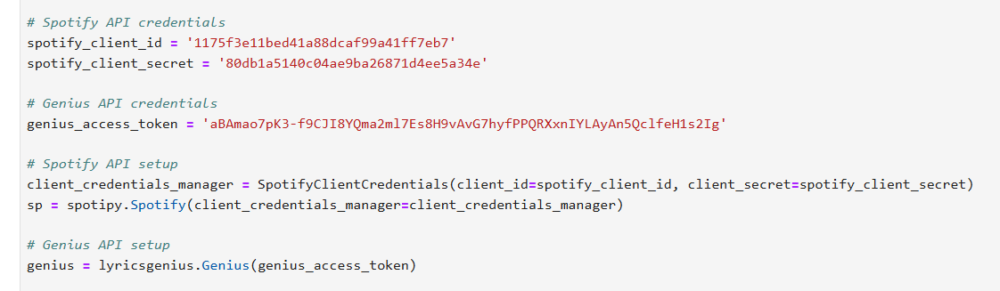 # Spotify API credentials
spotify_client_id = '1175f3e11bed41a88dcaf99a41ff7eb7'
spotify_client_secret = '80db1a5140c04ae9ba26871d4ee5a34e'
# Genius API credentials
genius_access_token = 'aBAmao7pK3-f9CJI8YQma2ml7Es8H9vAvG7hyfPPQRXxnIYLAyAn5QclfeH1s2Ig'
# Spotify API setup
client_credentials_manager = SpotifyClientCredentials(client_id=spotify_client_id, client_secret=spotify_client_secret)
sp = spotipy.Spotify(client_credentials_manager=client_credentials_manager)
# Genius API setup
genius = lyricsgenius.Genius(genius_access_token)